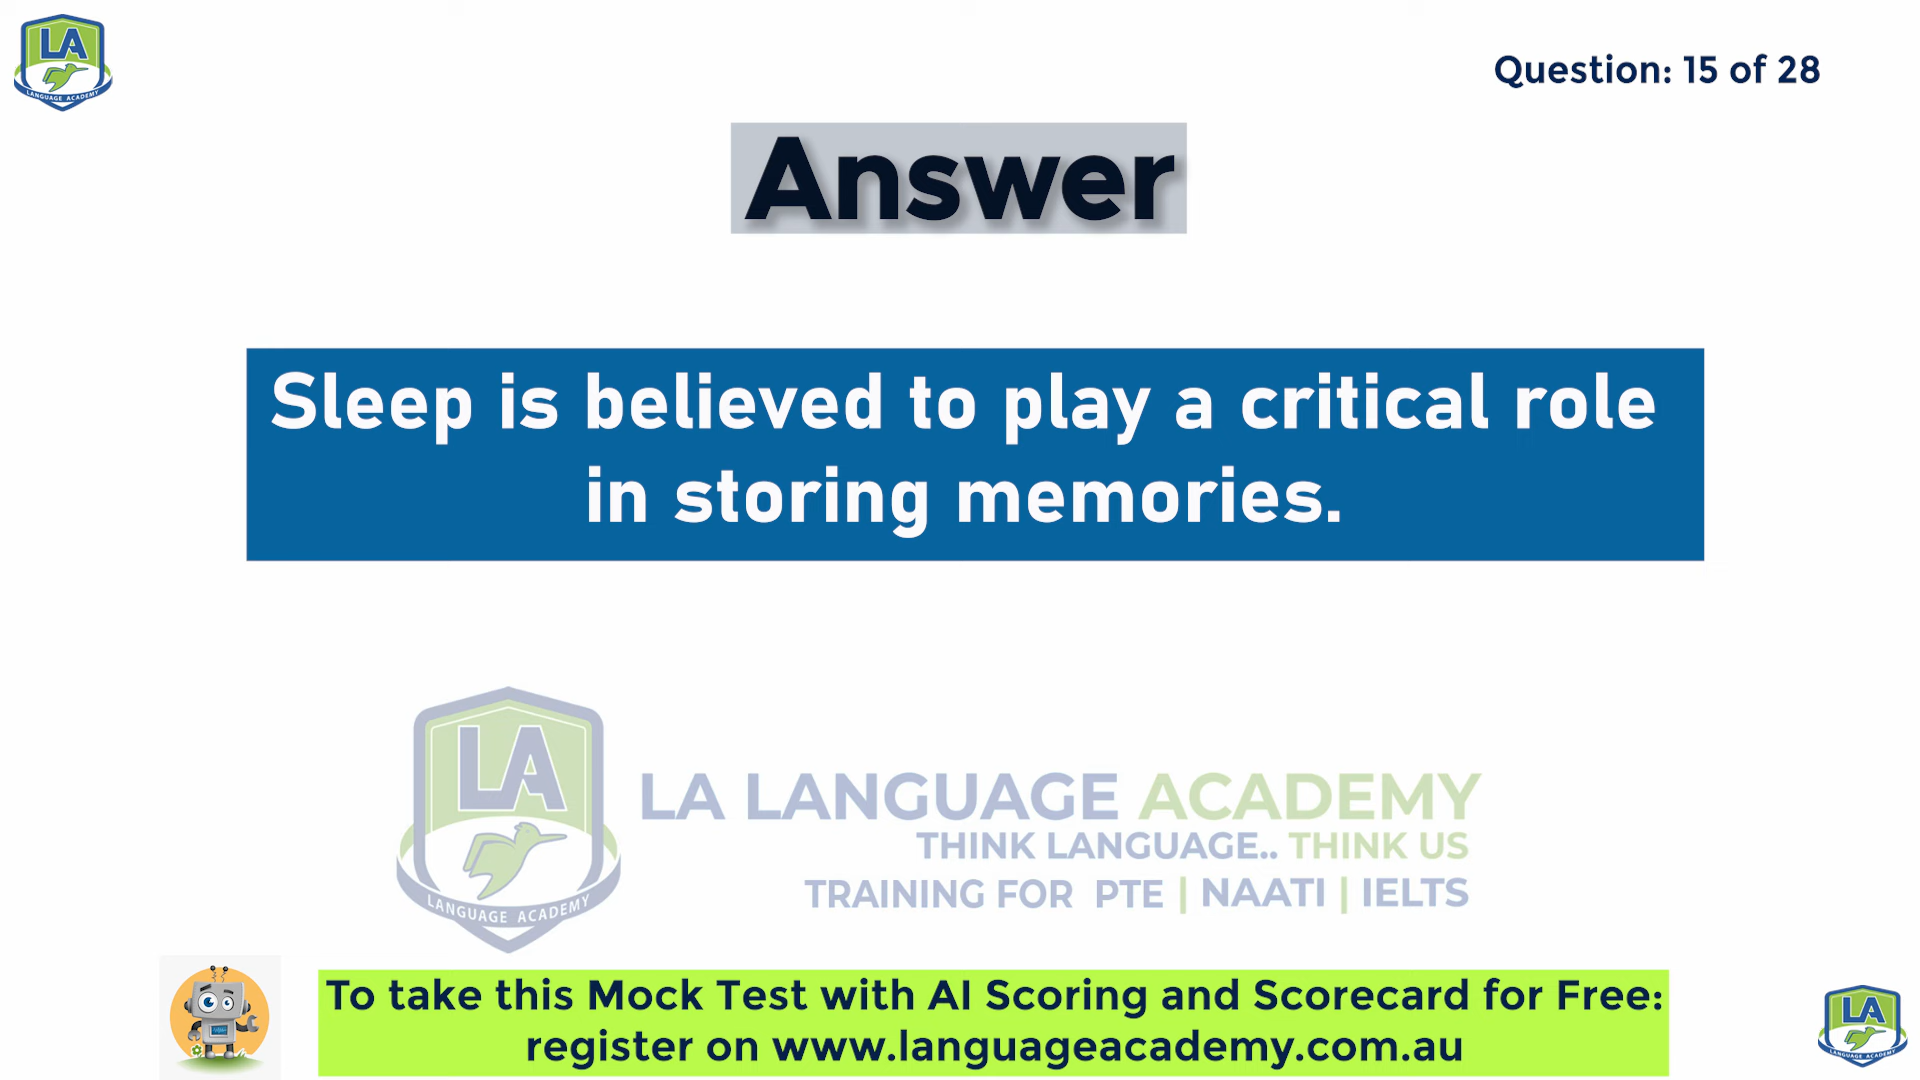 LA
LANGUAGE ACADEMY
Question: 15 of 28
Answer
Sleep is believed to play a critical role
in storing memories.
LA
LANGUAGE ACADEMY
LA LANGUAGE ACADEMY
THINK LANGUAGE.. THINK US
TRAINING FOR PTE | NAATI | IELTS
To take this Mock Test with AI Scoring and Scorecard for Free:
register on www.languageacademy.com.au
LA
LANGUAGE ACADEMY